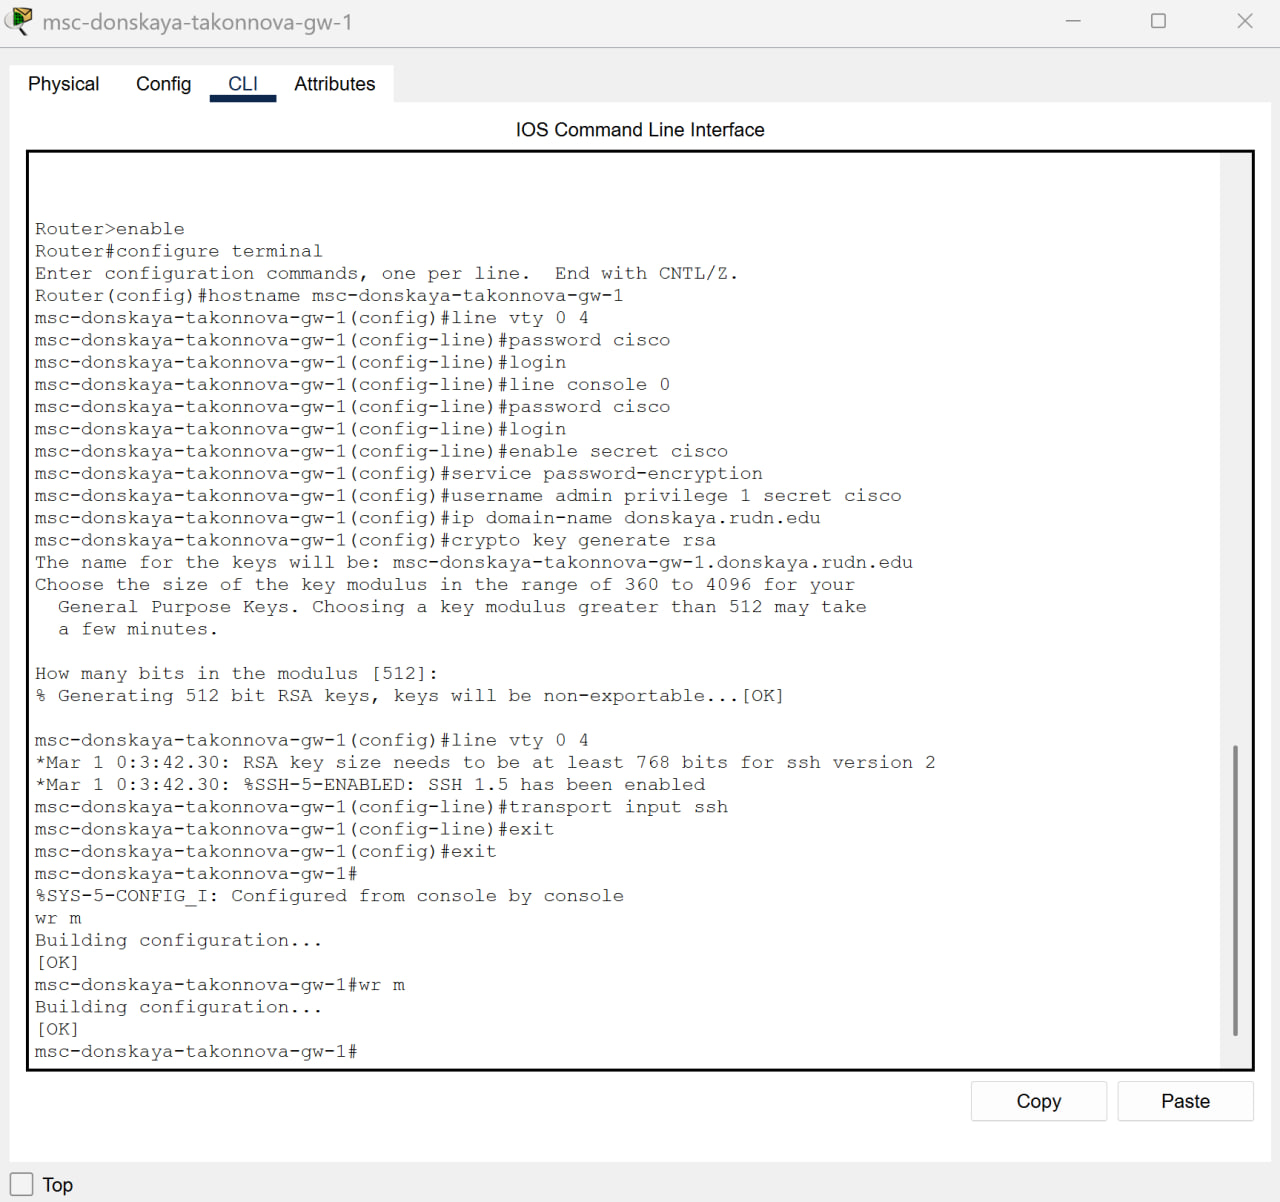 msc-donskaya-takonnova-gw-1
Physical Config CLI Attributes
IOS Command Line Interface
Router>enable
Router#configure terminal
Enter configuration commands, one per line.  End with CNTL/Z.
Router(config)#hostname msc-donskaya-takonnova-gw-1
msc-donskaya-takonnova-gw-1(config)#line vty 0 4
msc-donskaya-takonnova-gw-1(config-line)#password cisco
msc-donskaya-takonnova-gw-1(config-line)#login
msc-donskaya-takonnova-gw-1(config-line)#line console 0
msc-donskaya-takonnova-gw-1(config-line)#password cisco
msc-donskaya-takonnova-gw-1(config-line)#login
msc-donskaya-takonnova-gw-1(config-line)#enable secret cisco
msc-donskaya-takonnova-gw-1(config)#service password-encryption
msc-donskaya-takonnova-gw-1(config)#username admin privilege 1 secret cisco
msc-donskaya-takonnova-gw-1(config)#ip domain-name donskaya.rudn.edu
msc-donskaya-takonnova-gw-1(config)#crypto key generate rsa
The name for the keys will be: msc-donskaya-takonnova-gw-1.donskaya.rudn.edu
Choose the size of the key modulus in the range of 360 to 4096 for your
  General Purpose Keys. Choosing a key modulus greater than 512 may take
  a few minutes.
How many bits in the modulus [512]:
% Generating 512 bit RSA keys, keys will be non-exportable...[OK]
msc-donskaya-takonnova-gw-1(config)#line vty 0 4
*Mar 1 0:3:42.30: RSA key size needs to be at least 768 bits for ssh version 2
*Mar 1 0:3:42.30: %SSH-5-ENABLED: SSH 1.5 has been enabled
msc-donskaya-takonnova-gw-1(config-line)#transport input ssh
msc-donskaya-takonnova-gw-1(config-line)#exit
msc-donskaya-takonnova-gw-1(config)#exit
msc-donskaya-takonnova-gw-1#
%SYS-5-CONFIG_I: Configured from console by console
wr m
Building configuration...
[OK]
msc-donskaya-takonnova-gw-1#wr m
Building configuration...
[OK]
msc-donskaya-takonnova-gw-1#
Copy Paste
Top